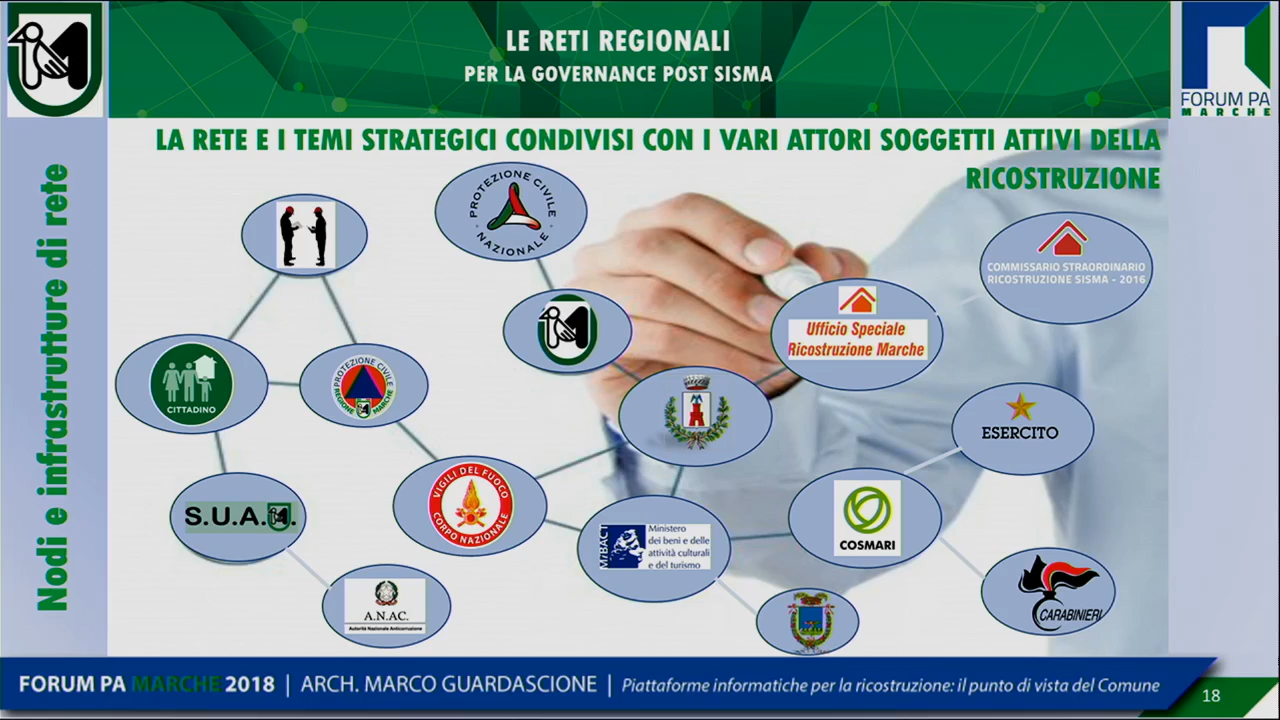 LE RETI REGIONALI
PER LA GOVERNANCE POST SISMA
FORUM PA
MARCHE
LA RETE E I TEMI STRATEGICI CONDIVISI CON I VARI ATTORI SOGGETTI ATTIVI DELLA
RICOSTRUZIONE
Nodi e infrastrutture di rete
PROTEZIONE CIVILE
NAZIONALE
COMMISSARIO STRAORDINARIO
RICOSTRUZIONE SISMA - 2016
Ufficio Speciale
Ricostruzione Marche
CITTADINO
PROTEZIONE CIVILE
REGIONE MARCHE
ESERCITO
VIGILI DEL FUOCO
CORPO NAZIONALE
S.U.A.M.
MiBACT
Ministero
dei beni e delle
attività culturali
e del turismo
COSMARI
A.N.AC.
Autorità Nazionale Anticorruzione
CARABINIERI
FORUM PA MARCHE 2018 | ARCH. MARCO GUARDASCIONE | Piattaforme informatiche per la ricostruzione: il punto di vista del Comune
18